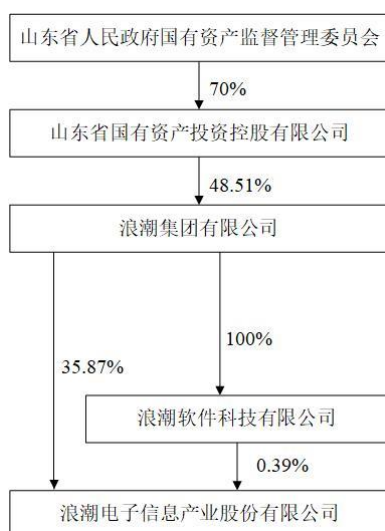 山东省人民政府国有资产监督管理委员会
70%
山东省国有资产投资控股有限公司
48.51%
浪潮集团有限公司
100%
35.87%
浪潮软件科技有限公司
0.39%
浪潮电子信息产业股份有限公司